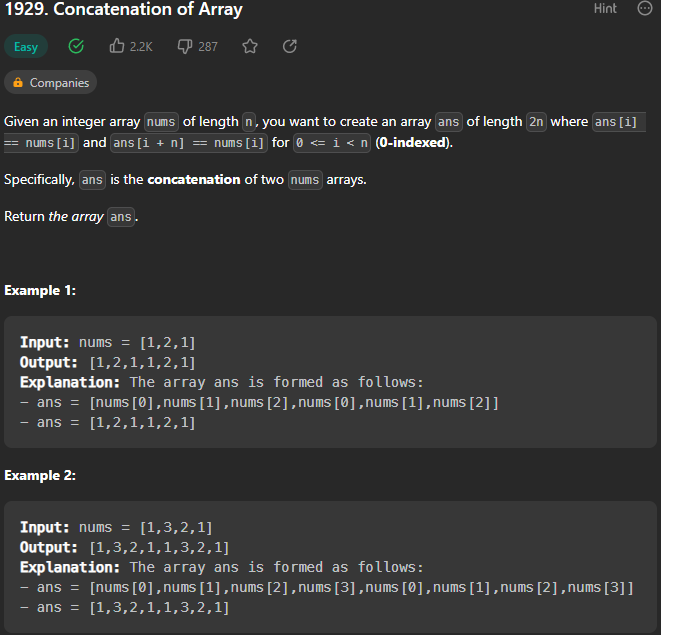 1929. Concatenation of Array
Hint
Easy
2.2K
287
Companies
Given an integer array nums of length n, you want to create an array ans of length 2n where ans[i]
== nums[i] and ans[i + n] == nums[i] for 0 <= i < n (0-indexed).
Specifically, ans is the concatenation of two nums arrays.
Return the array ans.
Example 1:
Input: nums = [1,2,1]
Output: [1,2,1,1,2,1]
Explanation: The array ans is formed as follows:
- ans = [nums[0],nums[1],nums[2],nums[0],nums[1],nums[2]]
- ans = [1,2,1,1,2,1]
Example 2:
Input: nums = [1,3,2,1]
Output: [1,3,2,1,1,3,2,1]
Explanation: The array ans is formed as follows:
- ans = [nums[0],nums[1],nums[2],nums[3],nums[0],nums[1],nums[2],nums[3]]
- ans = [1,3,2,1,1,3,2,1]